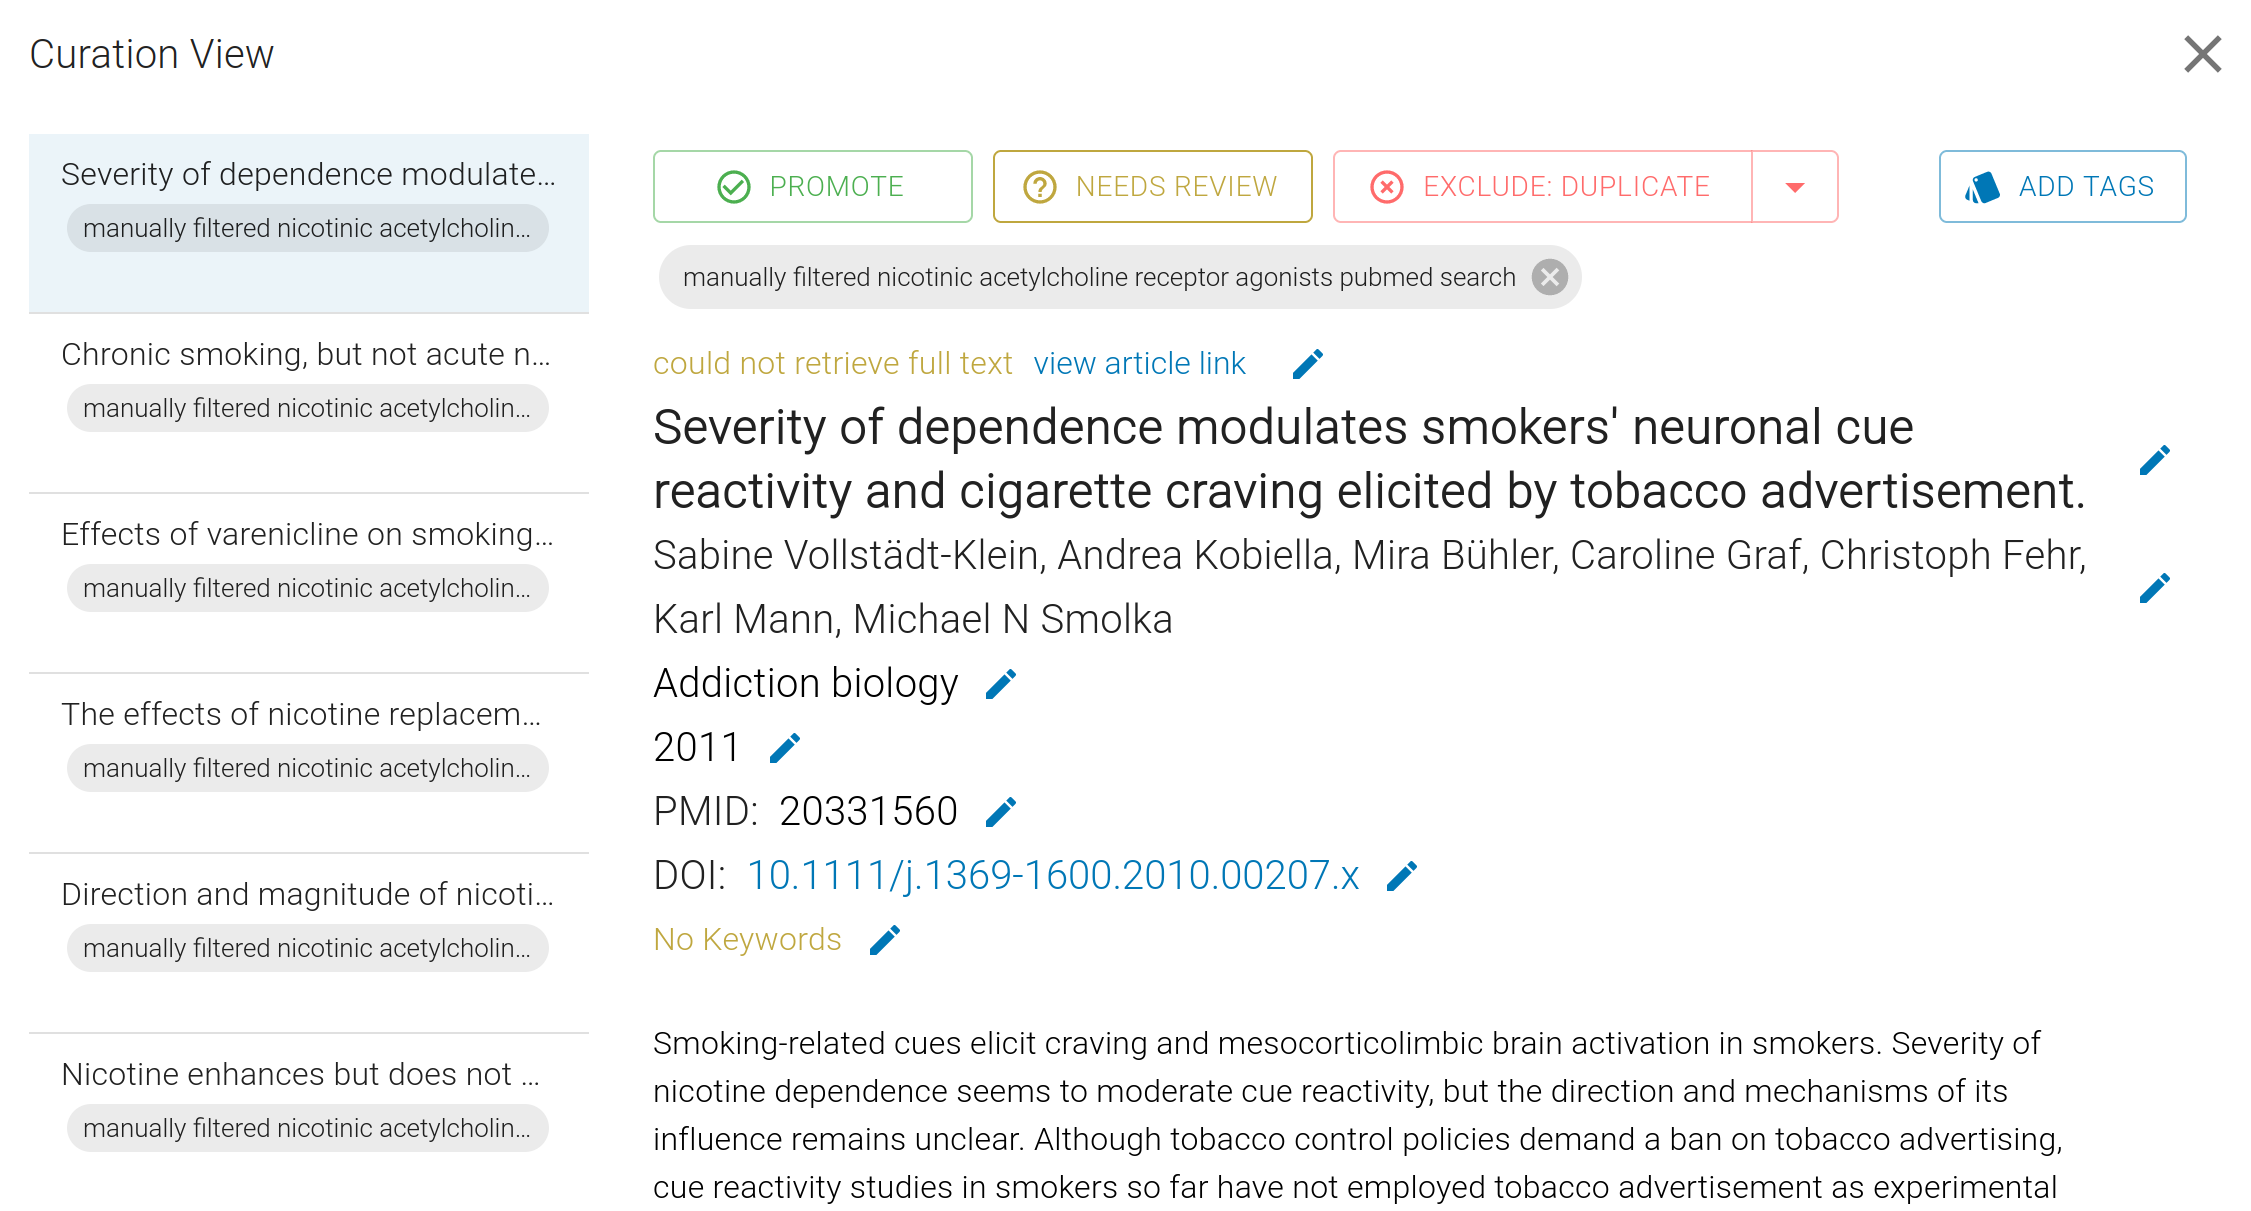 Curation View
Severity of dependence modulate...
manually filtered nicotinic acetylcholin...
Chronic smoking, but not acute n...
manually filtered nicotinic acetylcholin...
Effects of varenicline on smoking...
manually filtered nicotinic acetylcholin...
The effects of nicotine replacem...
manually filtered nicotinic acetylcholin...
Direction and magnitude of nicoti...
manually filtered nicotinic acetylcholin...
Nicotine enhances but does not ...
manually filtered nicotinic acetylcholin...
PROMOTE
NEEDS REVIEW
EXCLUDE: DUPLICATE
ADD TAGS
manually filtered nicotinic acetylcholine receptor agonists pubmed search
could not retrieve full text view article link
Severity of dependence modulates smokers' neuronal cue
reactivity and cigarette craving elicited by tobacco advertisement.
Sabine Vollstädt-Klein, Andrea Kobiella, Mira Bühler, Caroline Graf, Christoph Fehr,
Karl Mann, Michael N Smolka
Addiction biology
2011
PMID: 20331560
DOI: 10.1111/j.1369-1600.2010.00207.x
No Keywords
Smoking-related cues elicit craving and mesocorticolimbic brain activation in smokers. Severity of
nicotine dependence seems to moderate cue reactivity, but the direction and mechanisms of its
influence remains unclear. Although tobacco control policies demand a ban on tobacco advertising,
cue reactivity studies in smokers so far have not employed tobacco advertisement as experimental